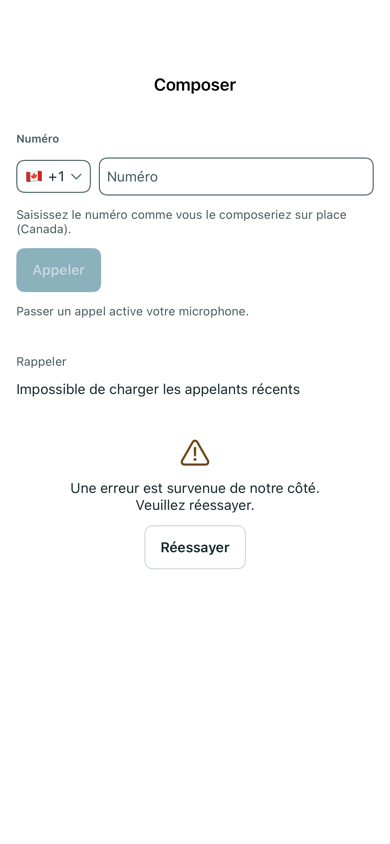 Composer
Numéro
+1
Numéro
Saisissez le numéro comme vous le composeriez sur place
(Canada).
Appeler
Passer un appel active votre microphone.
Rappeler
Impossible de charger les appelants récents
Une erreur est survenue de notre côté.
Veuillez réessayer.
Réessayer